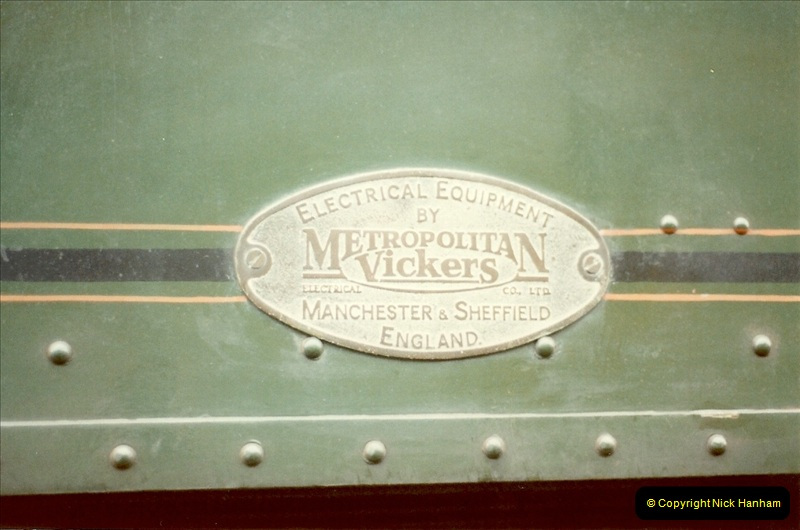 ELECTRICAL EQUIPMENT
BY
METROPOLITAN
Vickers
ELECTRICAL CO., LTD.
MANCHESTER & SHEFFIELD
ENGLAND.
© Copyright Nick Hanham